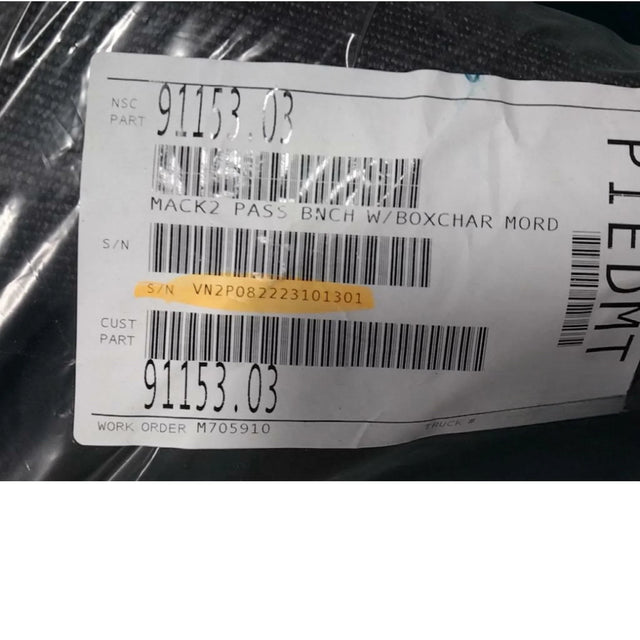 NSC
PART 91153.03
MACK2 PASS BNCH W/BOXCHAR MORD
S/N
S/N VN2P082223101301
CUST
PART
91153.03
WORK ORDER M705910
TRUCK #
PIEDMT